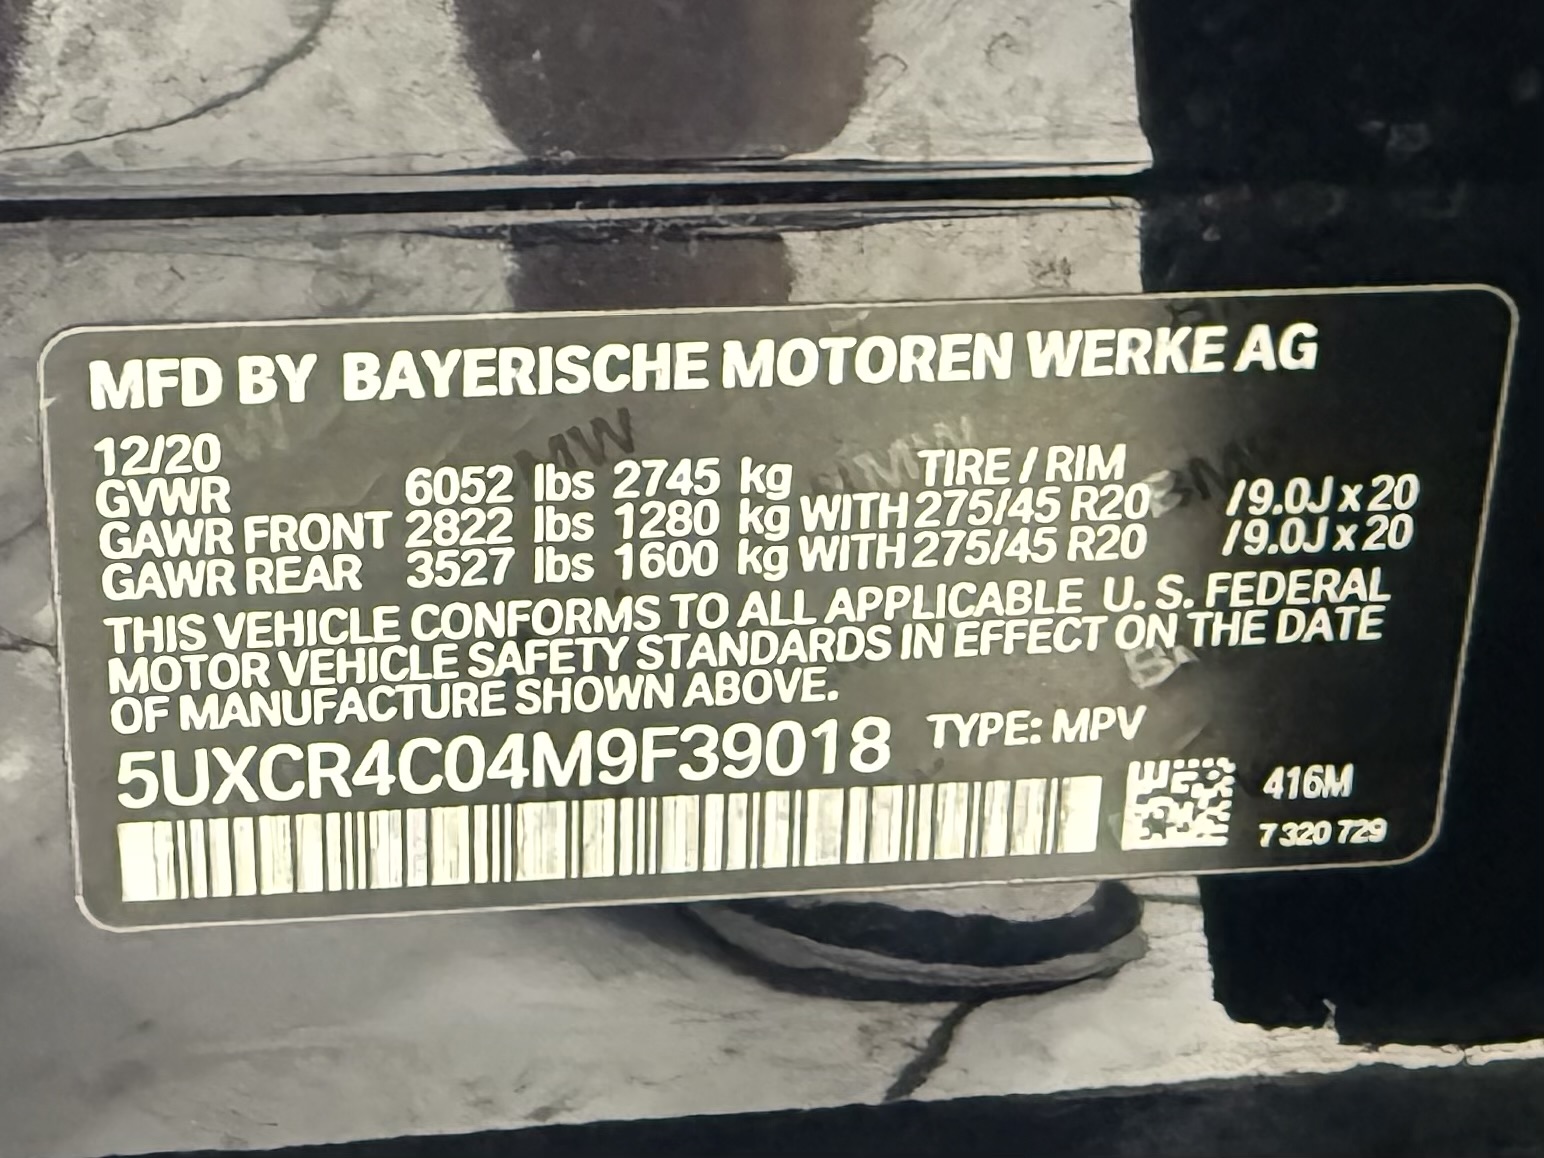 MFD BY BAYERISCHE MOTOREN WERKE AG
12/20 TIRE / RIM
GVWR 6052 lbs 2745 kg
GAWR FRONT 2822 lbs 1280 kg WITH 275/45 R20 /9.0J x 20
GAWR REAR 3527 lbs 1600 kg WITH 275/45 R20 /9.0J x 20
THIS VEHICLE CONFORMS TO ALL APPLICABLE U. S. FEDERAL
MOTOR VEHICLE SAFETY STANDARDS IN EFFECT ON THE DATE
OF MANUFACTURE SHOWN ABOVE.
5UXCR4C04M9F39018 TYPE: MPV
416M
7 320 729